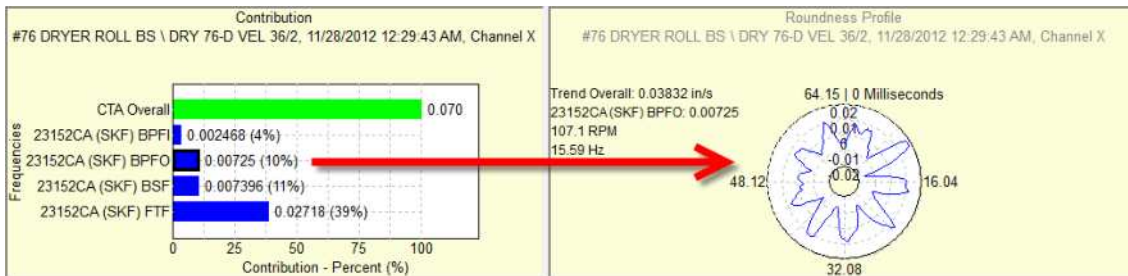 Contribution
#76 DRYER ROLL BS \ DRY 76-D VEL 36/2, 11/28/2012 12:29:43 AM, Channel X
Frequencies
CTA Overall
0.070
23152CA (SKF) BPFI
0.002468 (4%)
23152CA (SKF) BPFO
0.00725 (10%)
23152CA (SKF) BSF
0.007396 (11%)
23152CA (SKF) FTF
0.02718 (39%)
0 25 50 75 100
Contribution - Percent (%)
Roundness Profile
#76 DRYER ROLL BS \ DRY 76-D VEL 36/2, 11/28/2012 12:29:43 AM, Channel X
Trend Overall: 0.03832 in/s
23152CA (SKF) BPFO: 0.00725
107.1 RPM
15.59 Hz
64.15 | 0 Milliseconds
0.02
0.01
0
-0.01
-0.02
48.12
16.04
32.08